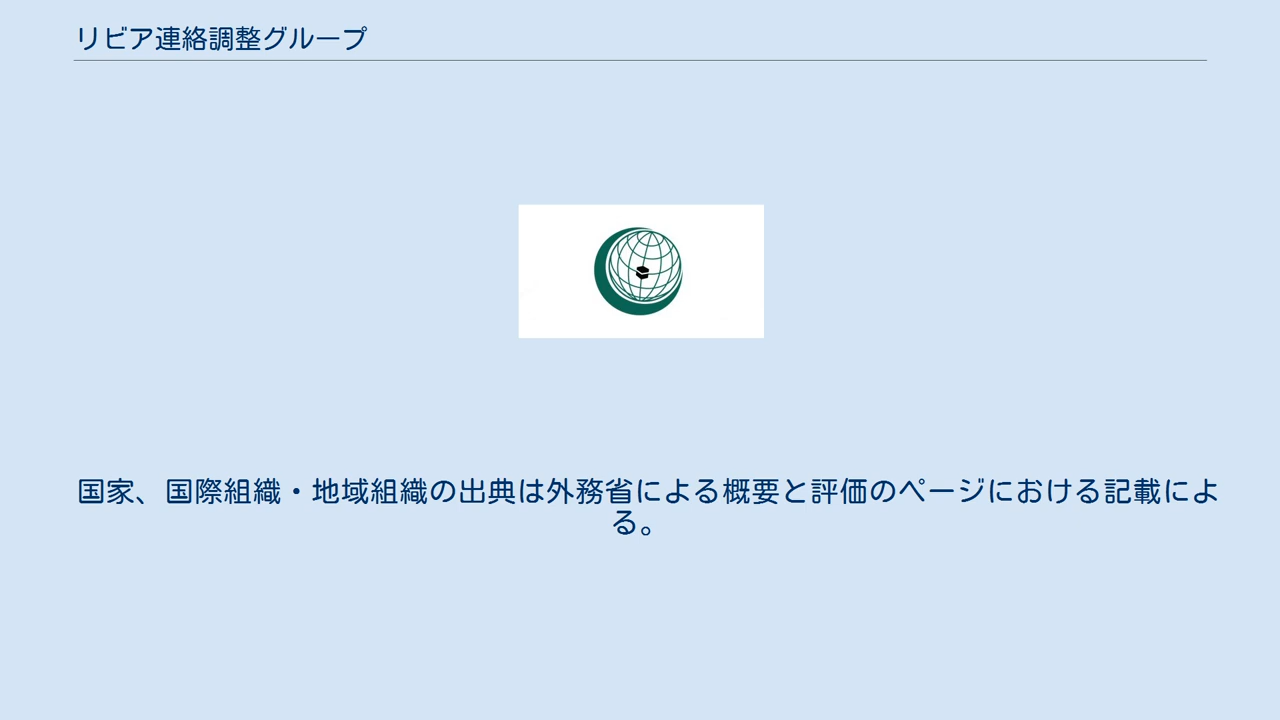 リビア連絡調整グループ
国家、国際組織・地域組織の出典は外務省による概要と評価のページにおける記載によ
る。